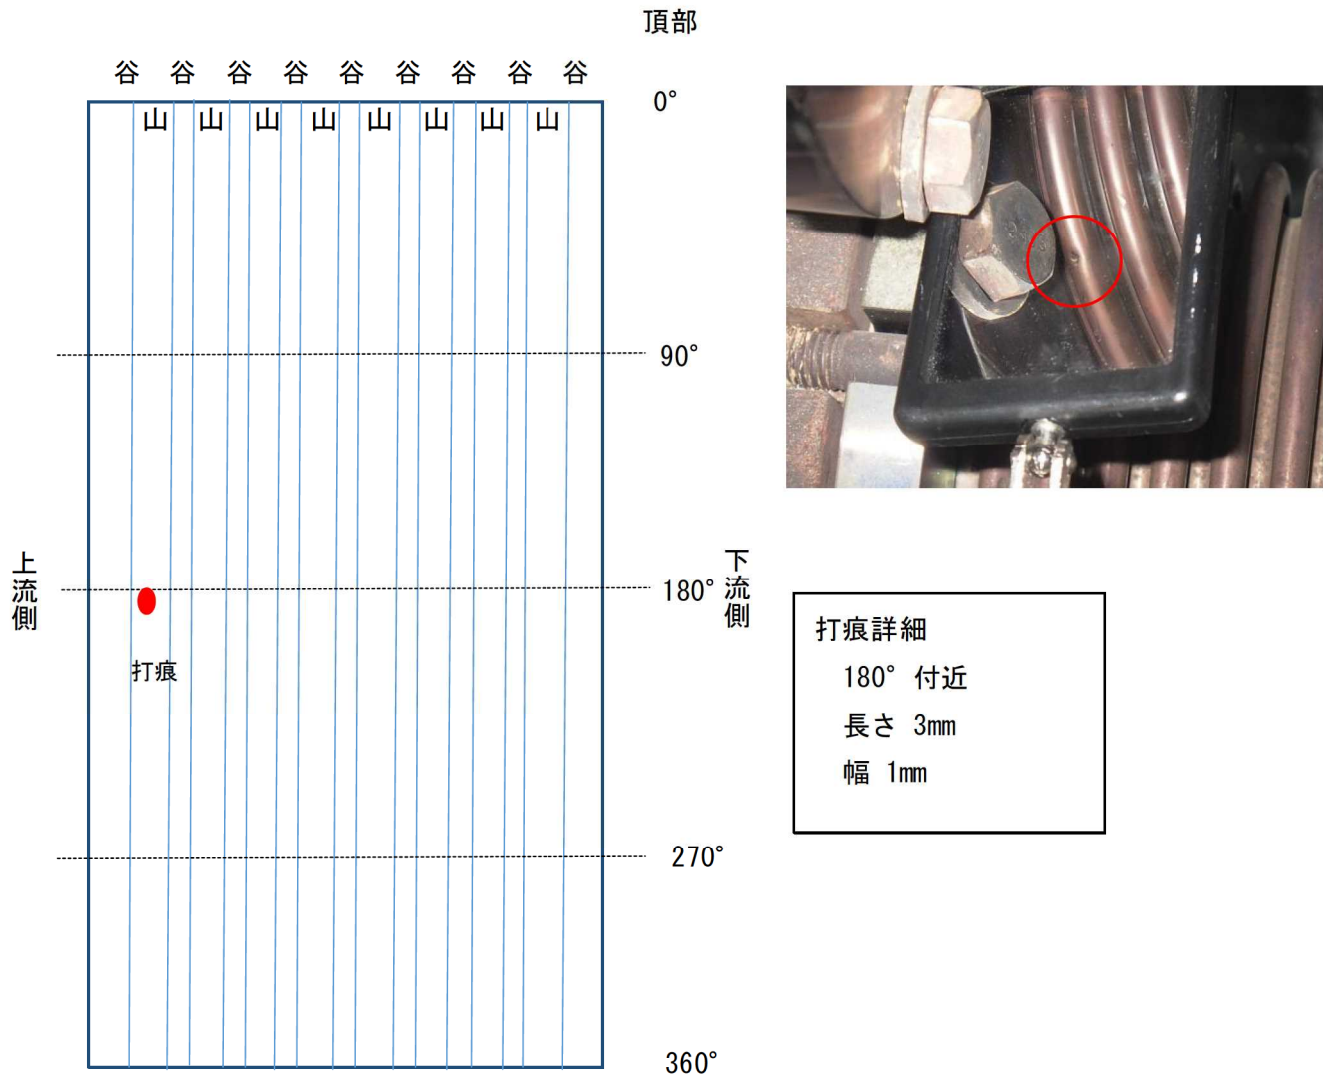 頂部
谷 谷 谷 谷 谷 谷 谷 谷 谷
0°
山 山 山 山 山 山 山 山
90°
上流側
下流側
180°
打痕
270°
360°
打痕詳細
180° 付近
長さ 3mm
幅 1mm